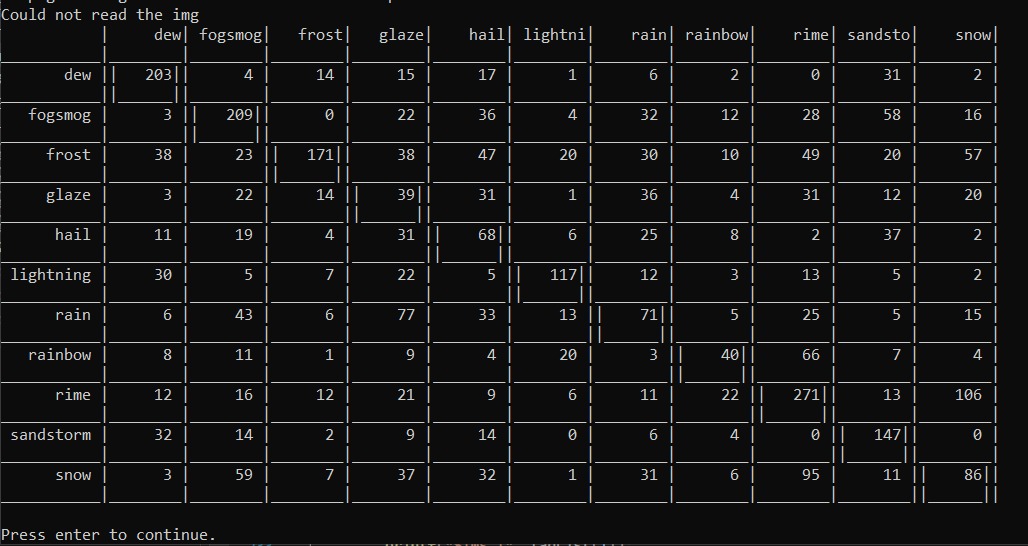 Could not read the img
| dew| fogsmog| frost| glaze| hail| lightni| rain| rainbow| rime| sandsto| snow|
dew || 203|| 4 | 14 | 15 | 17 | 1 | 6 | 2 | 0 | 31 | 2 |
fogsmog | 3 || 209|| 0 | 22 | 36 | 4 | 32 | 12 | 28 | 58 | 16 |
frost | 38 | 23 || 171|| 38 | 47 | 20 | 30 | 10 | 49 | 20 | 57 |
glaze | 3 | 22 | 14 || 39|| 31 | 1 | 36 | 4 | 31 | 12 | 20 |
hail | 11 | 19 | 4 | 31 || 68|| 6 | 25 | 8 | 2 | 37 | 2 |
lightning | 30 | 5 | 7 | 22 | 5 || 117|| 12 | 3 | 13 | 5 | 2 |
rain | 6 | 43 | 6 | 77 | 33 | 13 || 71|| 5 | 25 | 5 | 15 |
rainbow | 8 | 11 | 1 | 9 | 4 | 20 | 3 || 40|| 66 | 7 | 4 |
rime | 12 | 16 | 12 | 21 | 9 | 6 | 11 | 22 || 271|| 13 | 106 |
sandstorm | 32 | 14 | 2 | 9 | 14 | 0 | 6 | 4 | 0 || 147|| 0 |
snow | 3 | 59 | 7 | 37 | 32 | 1 | 31 | 6 | 95 | 11 || 86||
Press enter to continue.